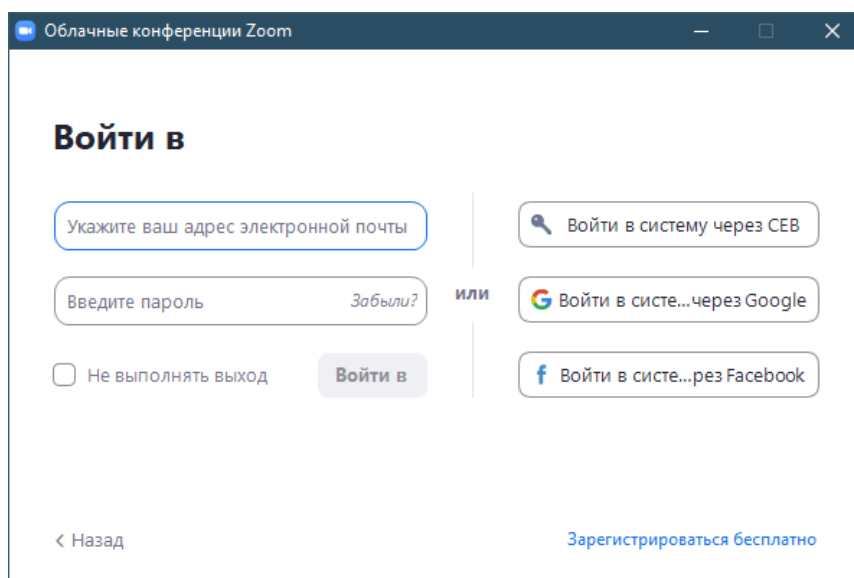 Облачные конференции Zoom
Войти в
Укажите ваш адрес электронной почты
Введите пароль
Забыли?
Не выполнять выход
Войти в
или
Войти в систему через СЕВ
Войти в систе...через Google
Войти в систе...рез Facebook
Назад
Зарегистрироваться бесплатно